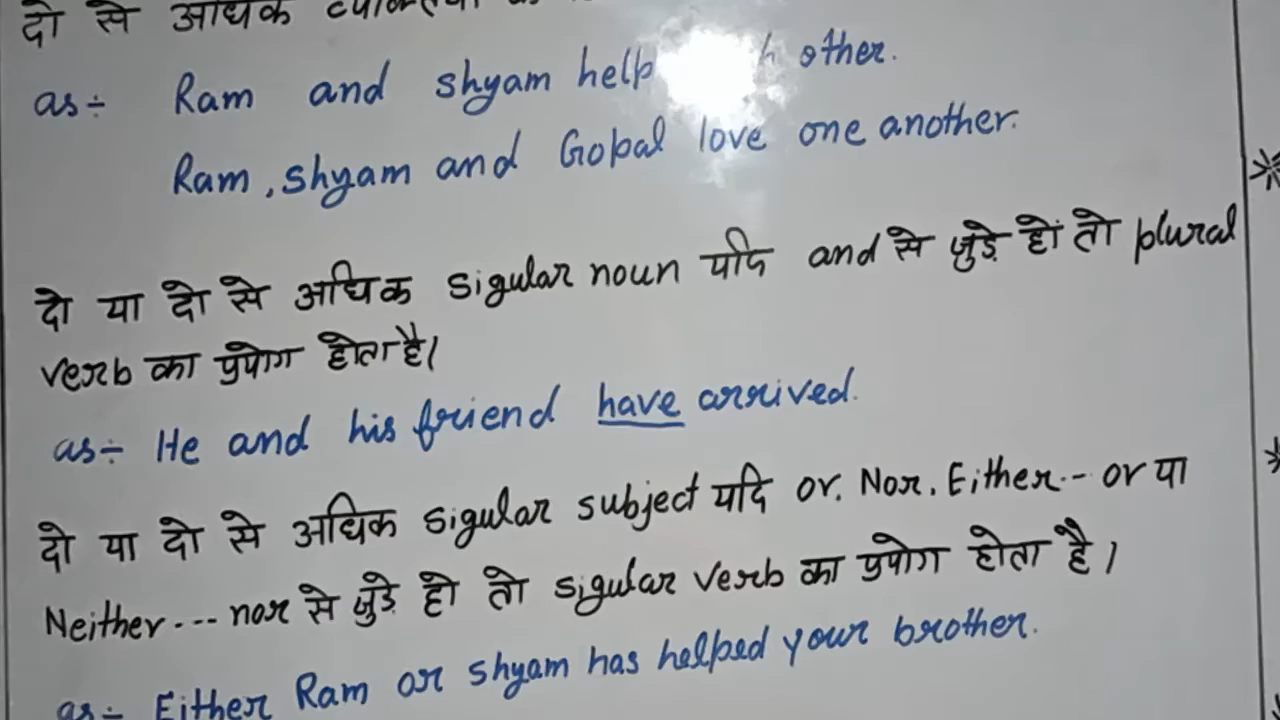 दो से अधिक
as÷ Ram and shyam help other.
Ram, shyam and Gopal love one another.
दो या दो से अधिक sigular noun यदि and से जुड़े हों तो plural
verb का प्रयोग होता है।
as÷ He and his friend have arrived.
दो या दो से अधिक sigular subject यदि or. Nor. Either -- or या
Neither --- nor से जुड़े हो तो sigular verb का प्रयोग होता है।
as÷ Either Ram or shyam has helped your brother.